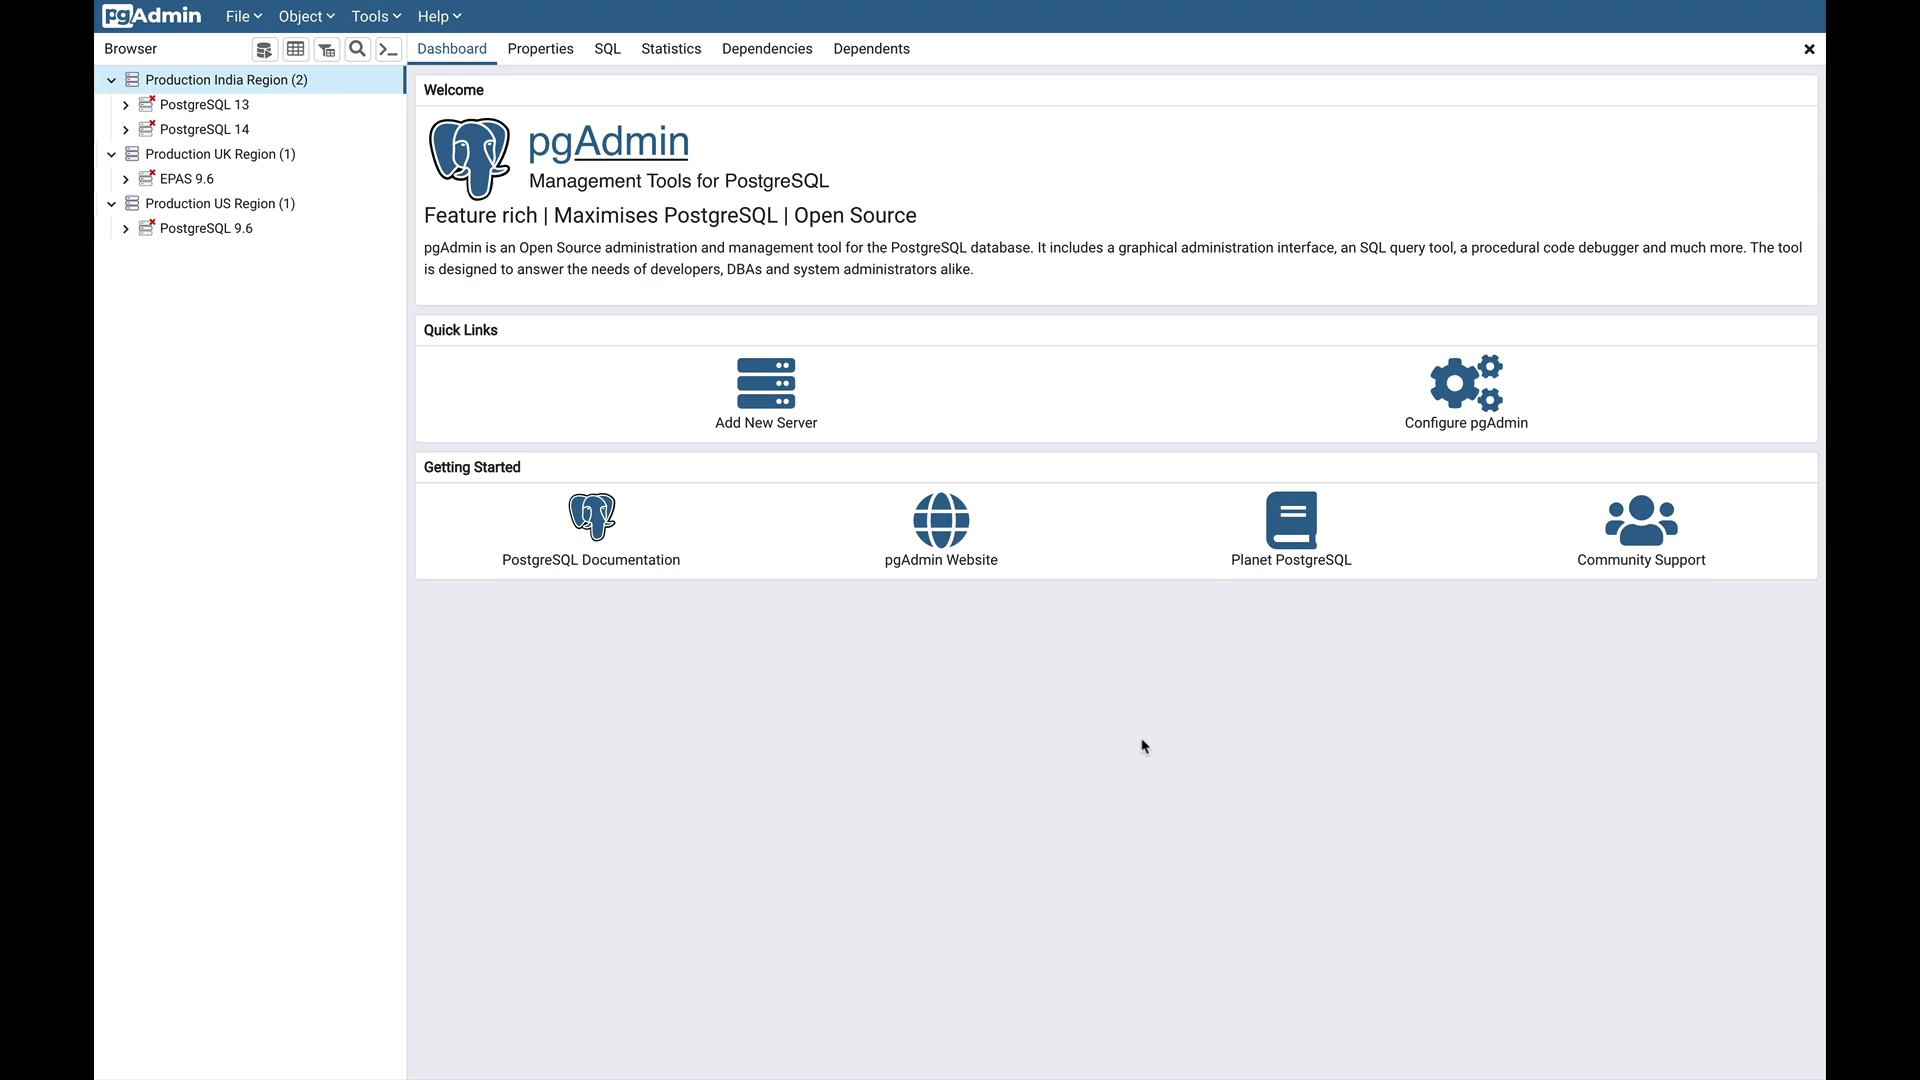 pgAdmin File Object Tools Help
Browser
Dashboard Properties SQL Statistics Dependencies Dependents
Production India Region (2)
PostgreSQL 13
PostgreSQL 14
Production UK Region (1)
EPAS 9.6
Production US Region (1)
PostgreSQL 9.6
Welcome
pgAdmin
Management Tools for PostgreSQL
Feature rich | Maximises PostgreSQL | Open Source
pgAdmin is an Open Source administration and management tool for the PostgreSQL database. It includes a graphical administration interface, an SQL query tool, a procedural code debugger and much more. The tool
is designed to answer the needs of developers, DBAs and system administrators alike.
Quick Links
Add New Server
Configure pgAdmin
Getting Started
PostgreSQL Documentation
pgAdmin Website
Planet PostgreSQL
Community Support